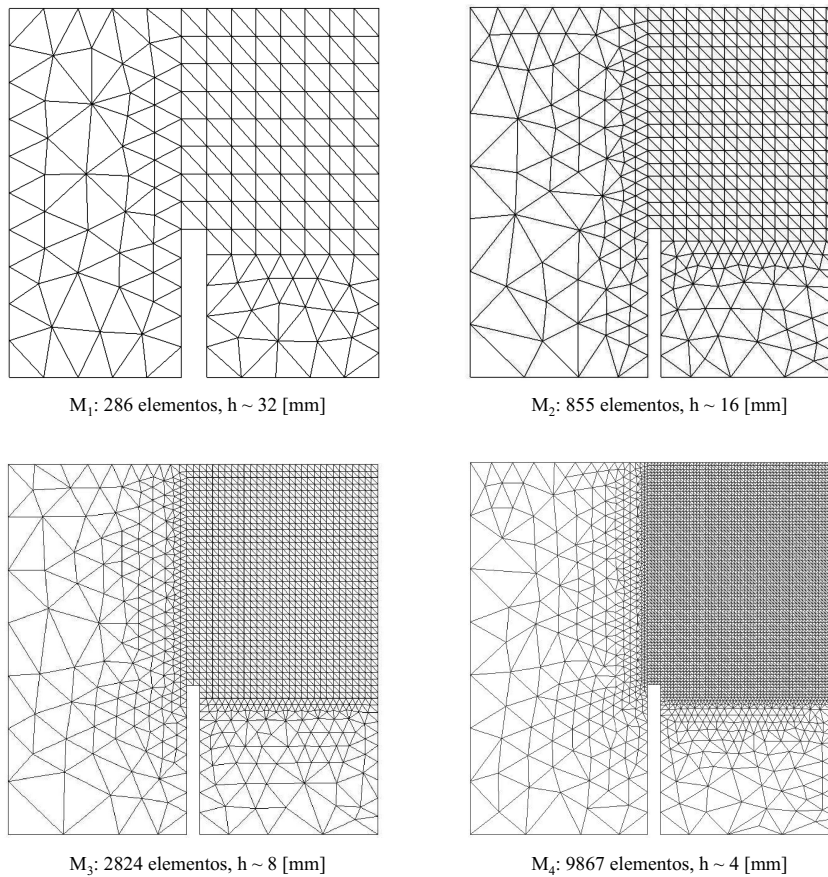 M₁: 286 elementos, h ~ 32 [mm]
M₂: 855 elementos, h ~ 16 [mm]
M₃: 2824 elementos, h ~ 8 [mm]
M₄: 9867 elementos, h ~ 4 [mm]